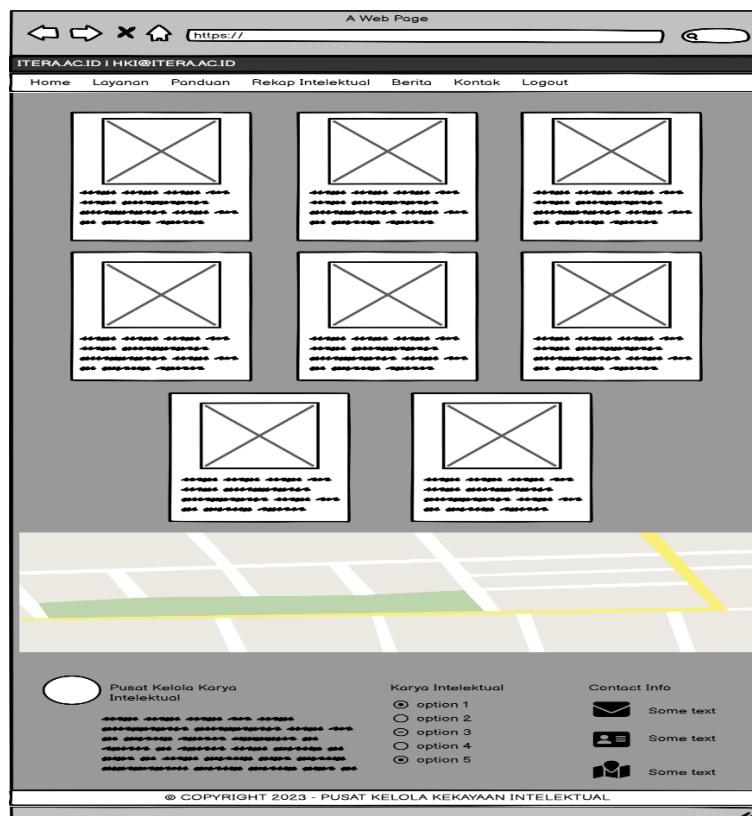 A Web Page
https://
ITERA.AC.ID I HKI@ITERA.AC.ID
Home Layanan Panduan Rekap Intelektual Berita Kontak Logout
Pusat Kelola Karya
Intelektual
Karya Intelektual
option 1
option 2
option 3
option 4
option 5
Contact Info
Some text
Some text
Some text
© COPYRIGHT 2023 - PUSAT KELOLA KEKAYAAN INTELEKTUAL